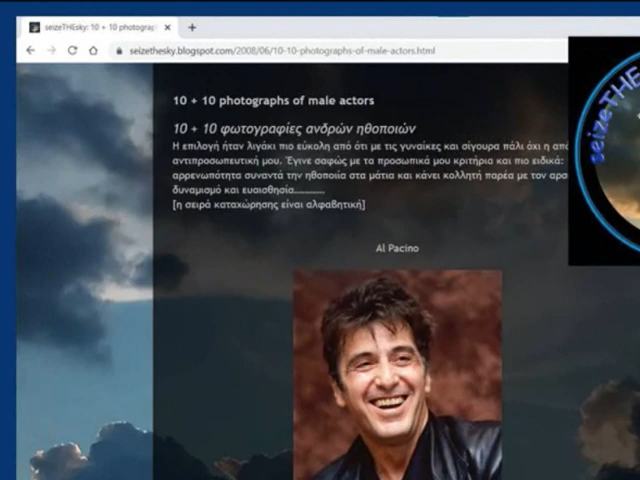 seizeTHEsky: 10 + 10 photograp
seizethesky.blogspot.com/2008/06/10-10-photographs-of-male-actors.html
seizeTHE
10 + 10 photographs of male actors
10 + 10 φωτογραφίες ανδρών ηθοποιών
Η επιλογή ήταν λιγάκι πιο εύκολη από ότι με τις γυναίκες και σίγουρα πάλι όχι η από
αντιπροσωπευτική μου. Έγινε σαφώς με τα προσωπικά μου κριτήρια και πιο ειδικά:
αρρενωπότητα συναντά την ηθοποιία στα μάτια και κάνει κολλητή παρέα με τον αρσ
δυναμισμό και ευαισθησία............
[η σειρά καταχώρησης είναι αλφαβητική]
Al Pacino